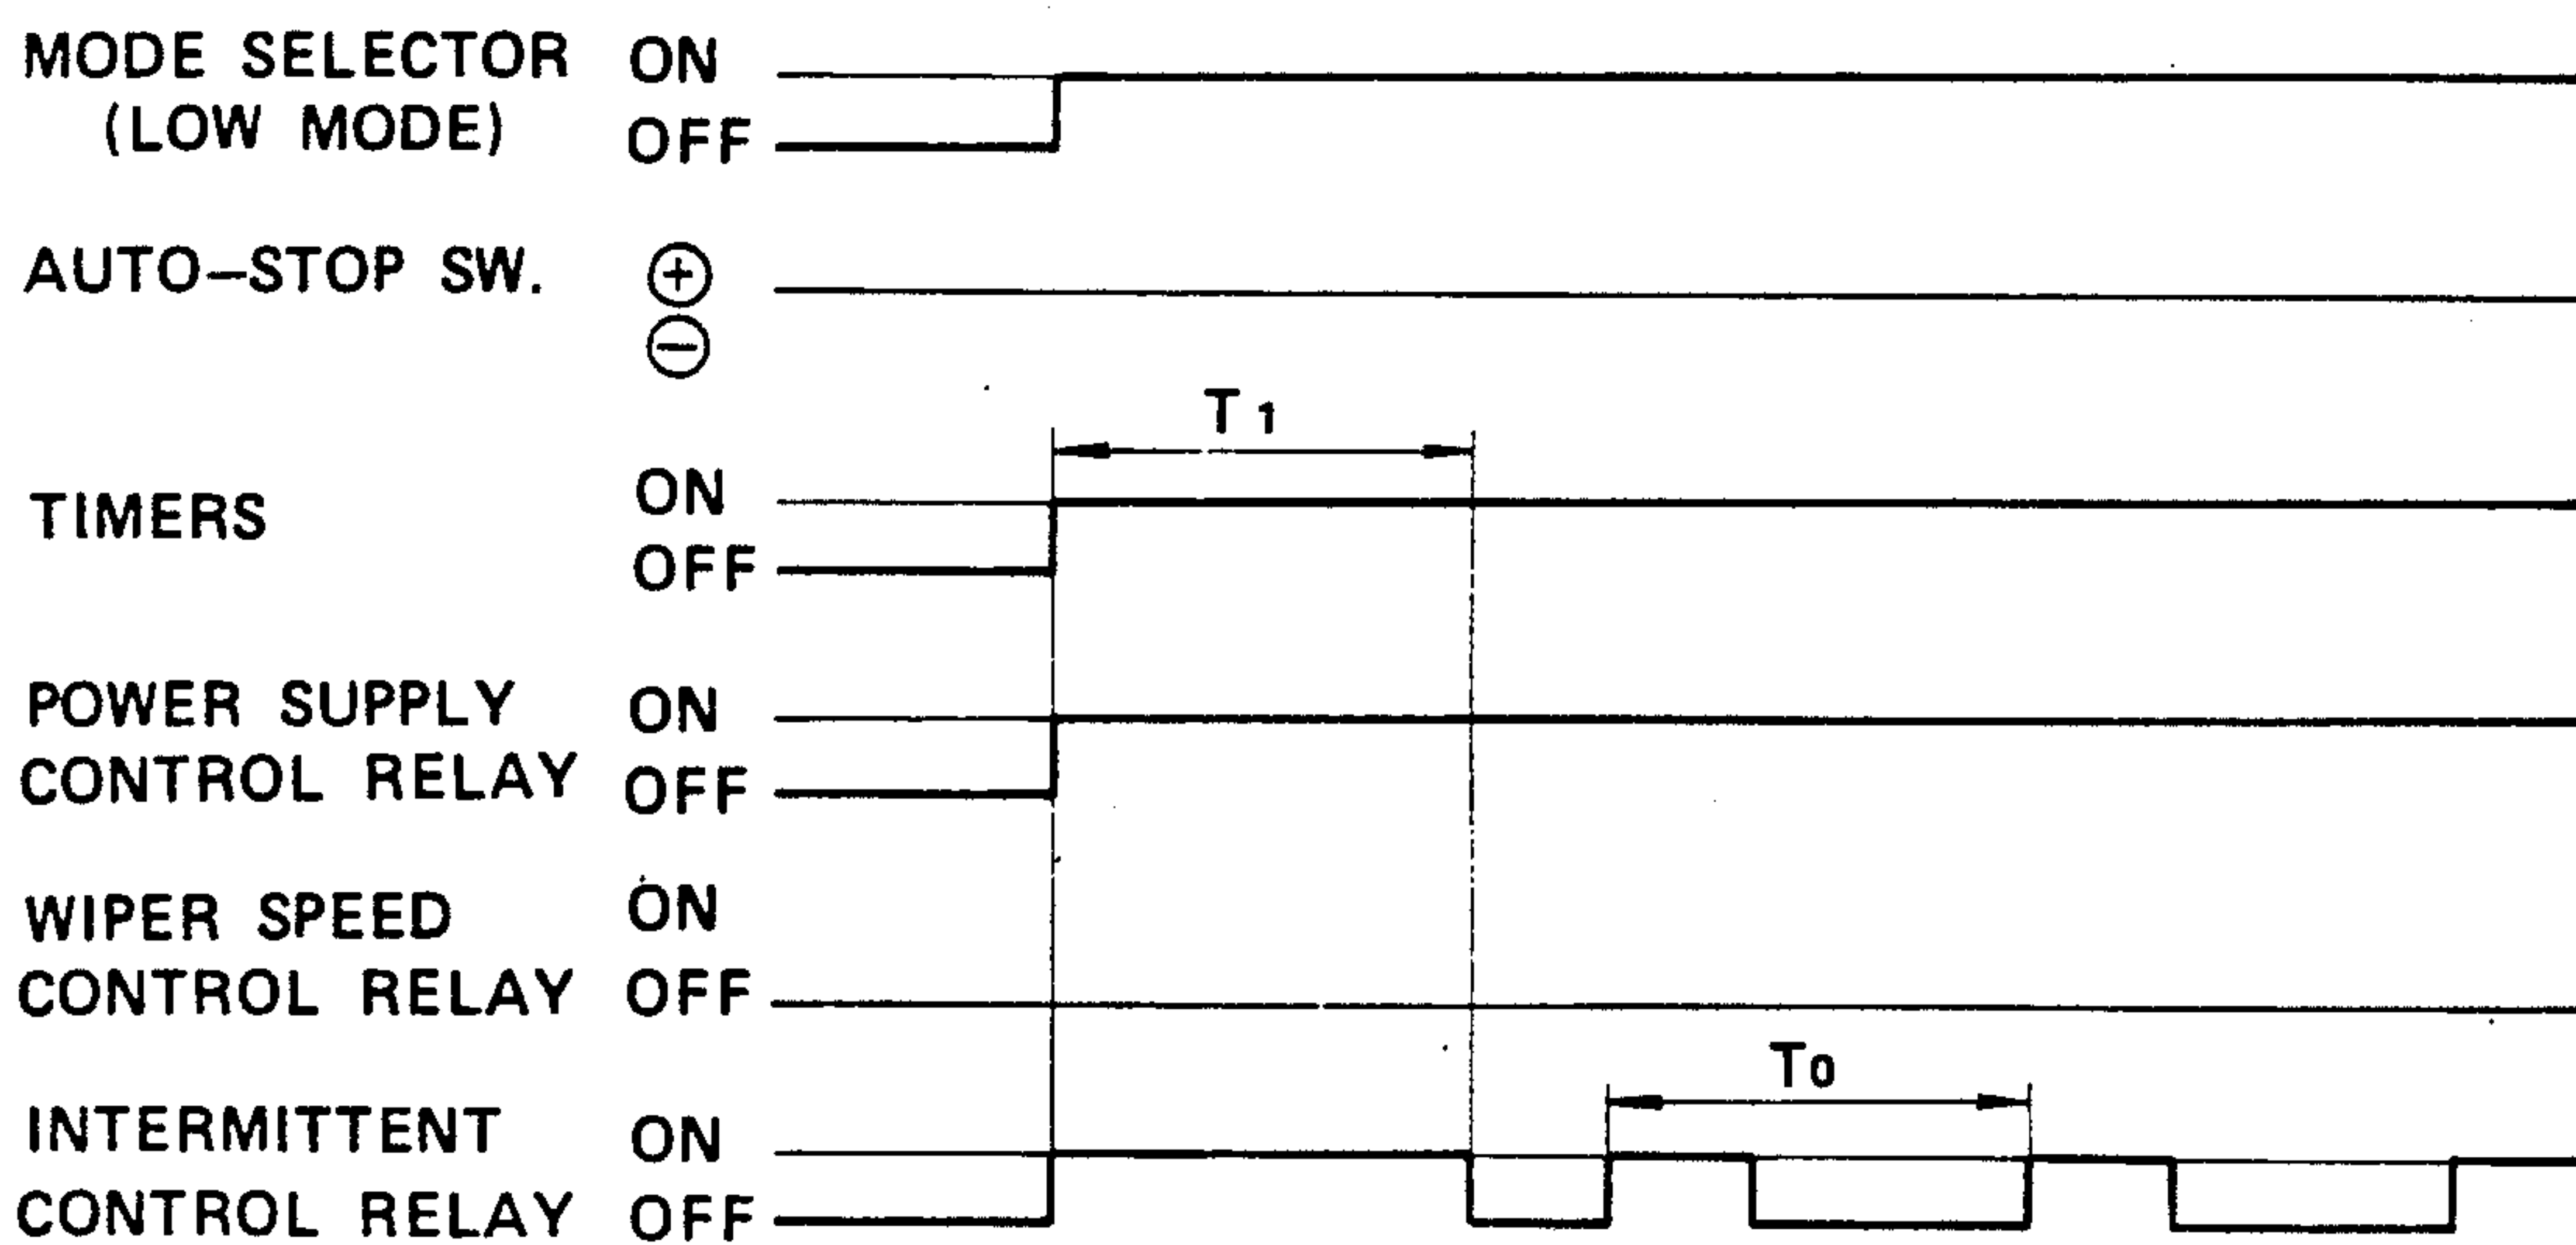 MODE SELECTOR ON
(LOW MODE) OFF
AUTO–STOP SW. ⊕
⊖
T1
ON
TIMERS
OFF
POWER SUPPLY ON
CONTROL RELAY OFF
WIPER SPEED ON
CONTROL RELAY OFF
To
INTERMITTENT ON
CONTROL RELAY OFF